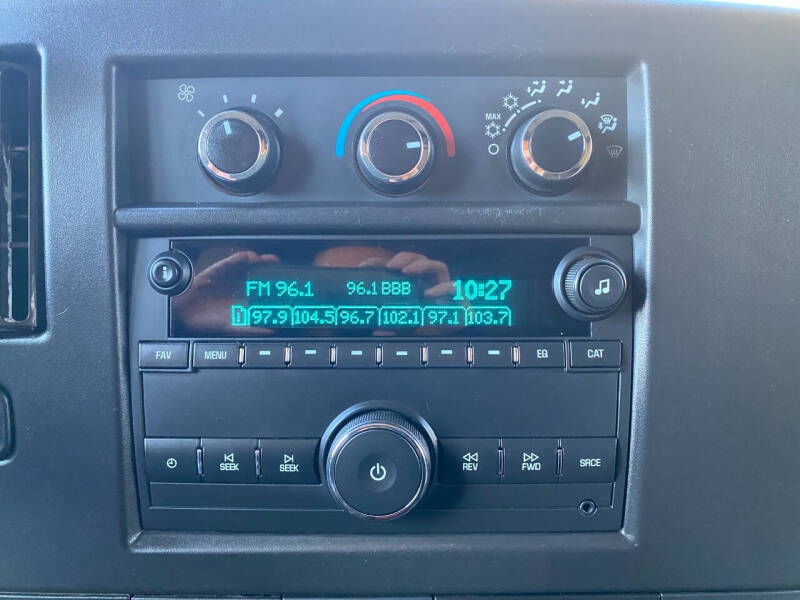 MAX
i
FM 96.1 96.1 BBB 10:27
1 97.9 104.5 96.7 102.1 97.1 103.7
FAV MENU EQ CAT
SEEK SEEK REV FWD SRCE